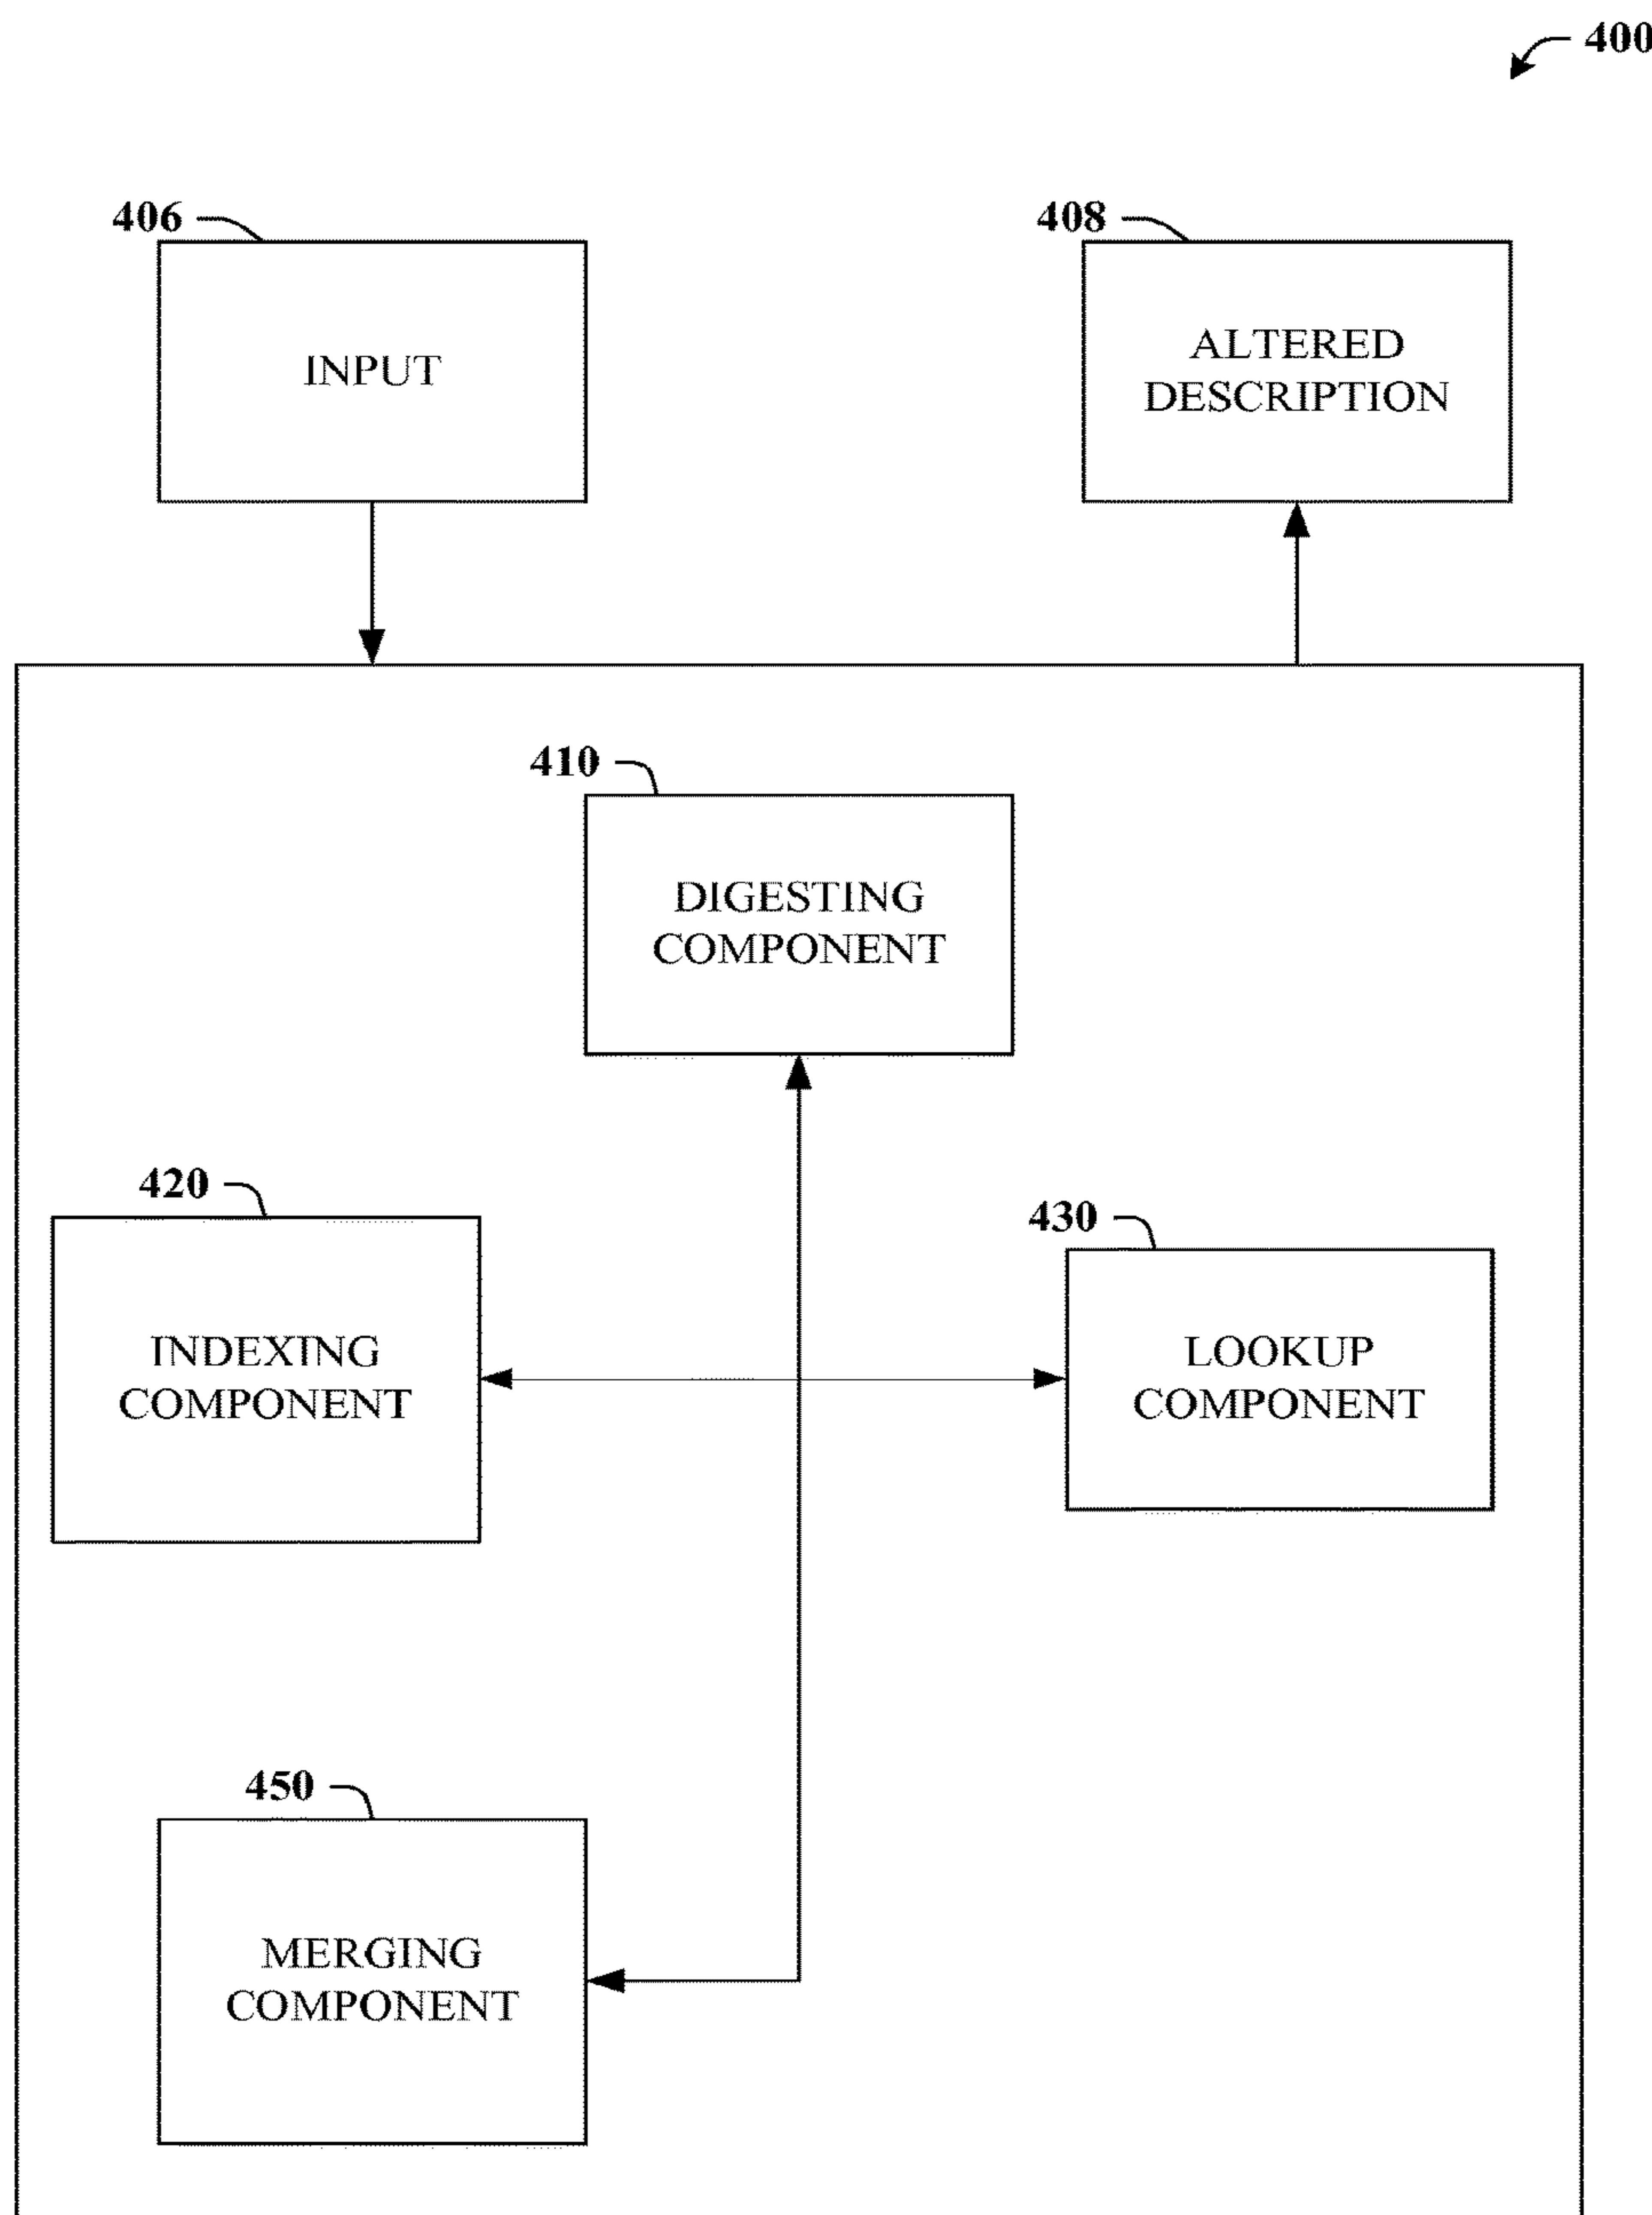 400
406
INPUT
408
ALTERED
DESCRIPTION
410
DIGESTING
COMPONENT
420
INDEXING
COMPONENT
430
LOOKUP
COMPONENT
450
MERGING
COMPONENT